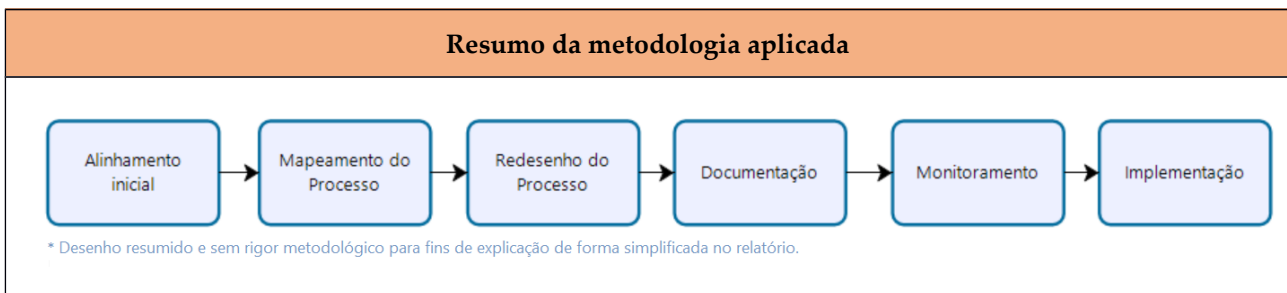 Resumo da metodologia aplicada
Alinhamento
inicial
Mapeamento do
Processo
Redesenho do
Processo
Documentação
Monitoramento
Implementação
* Desenho resumido e sem rigor metodológico para fins de explicação de forma simplificada no relatório.